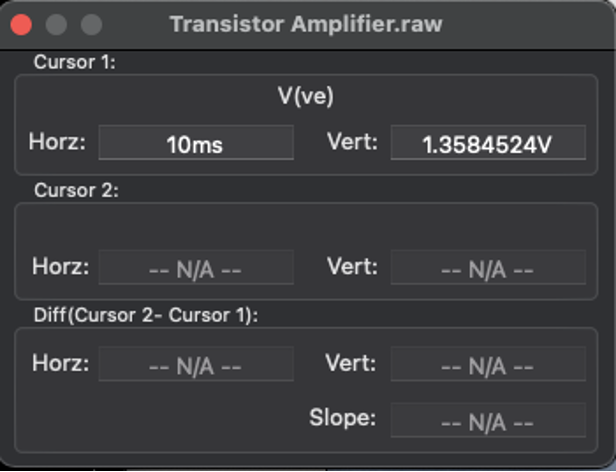 Transistor Amplifier.raw
Cursor 1:
V(ve)
Horz: 10ms Vert: 1.3584524V
Cursor 2:
Horz: -- N/A -- Vert: -- N/A --
Diff(Cursor 2- Cursor 1):
Horz: -- N/A -- Vert: -- N/A --
Slope: -- N/A --